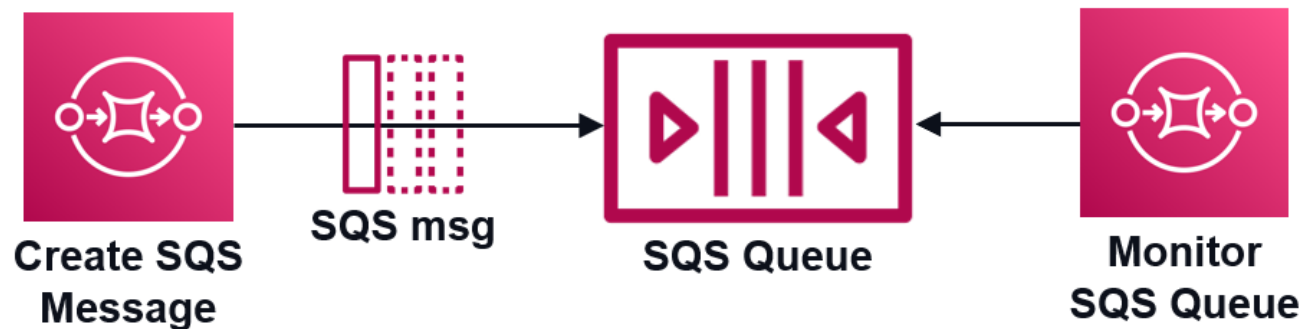 Create SQS
Message
SQS msg
SQS Queue
Monitor
SQS Queue